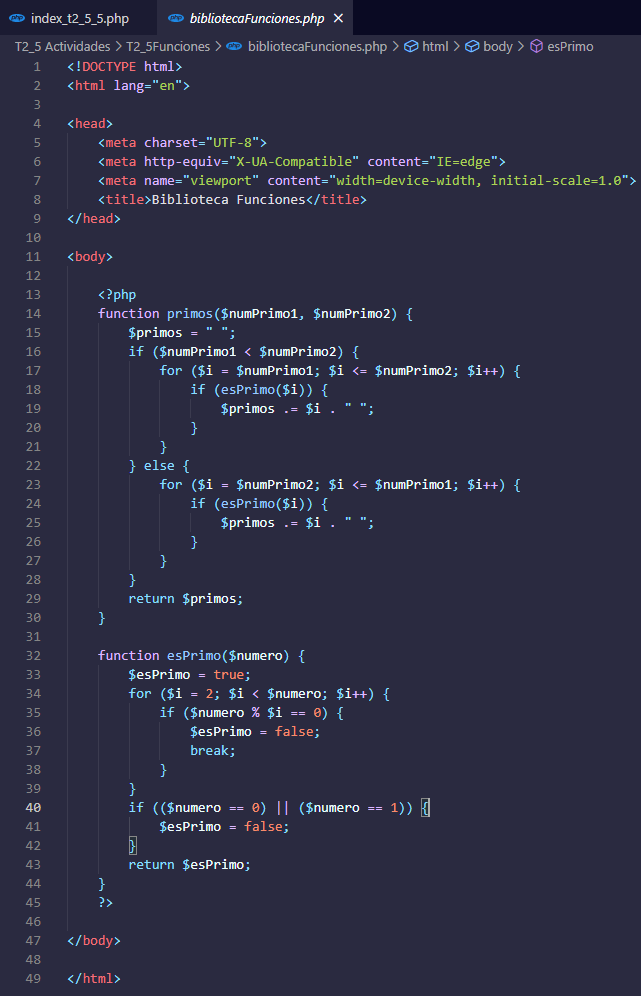 index_t2_5_5.php bibliotecaFunciones.php ×
T2_5 Actividades > T2_5Funciones > bibliotecaFunciones.php > html > body > esPrimo
1 <!DOCTYPE html>
2 <html lang="en">
3
4 <head>
5     <meta charset="UTF-8">
6     <meta http-equiv="X-UA-Compatible" content="IE=edge">
7     <meta name="viewport" content="width=device-width, initial-scale=1.0">
8     <title>Biblioteca Funciones</title>
9 </head>
10
11 <body>
12
13     <?php
14     function primos($numPrimo1, $numPrimo2) {
15         $primos = " ";
16         if ($numPrimo1 < $numPrimo2) {
17             for ($i = $numPrimo1; $i <= $numPrimo2; $i++) {
18                 if (esPrimo($i)) {
19                     $primos .= $i . " ";
20                 }
21             }
22         } else {
23             for ($i = $numPrimo2; $i <= $numPrimo1; $i++) {
24                 if (esPrimo($i)) {
25                     $primos .= $i . " ";
26                 }
27             }
28         }
29         return $primos;
30     }
31
32     function esPrimo($numero) {
33         $esPrimo = true;
34         for ($i = 2; $i < $numero; $i++) {
35             if ($numero % $i == 0) {
36                 $esPrimo = false;
37                 break;
38             }
39         }
40         if (($numero == 0) || ($numero == 1)) {
41             $esPrimo = false;
42         }
43         return $esPrimo;
44     }
45     ?>
46
47 </body>
48
49 </html>